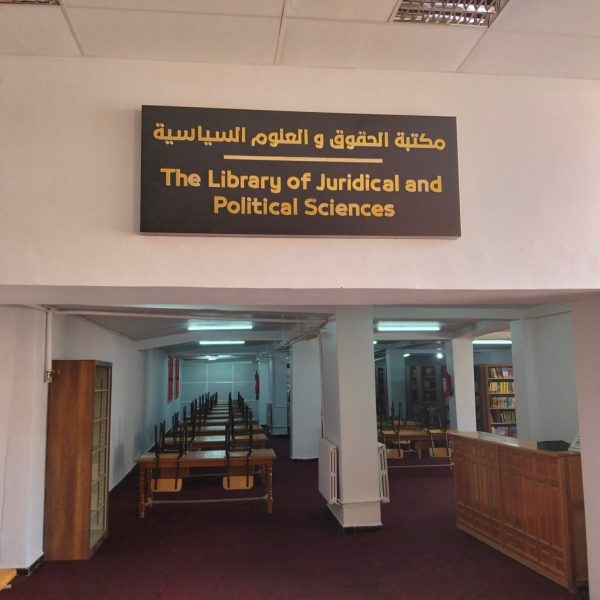 مكتبة الحقوق و العلوم السياسية
The Library of Juridical and
Political Sciences